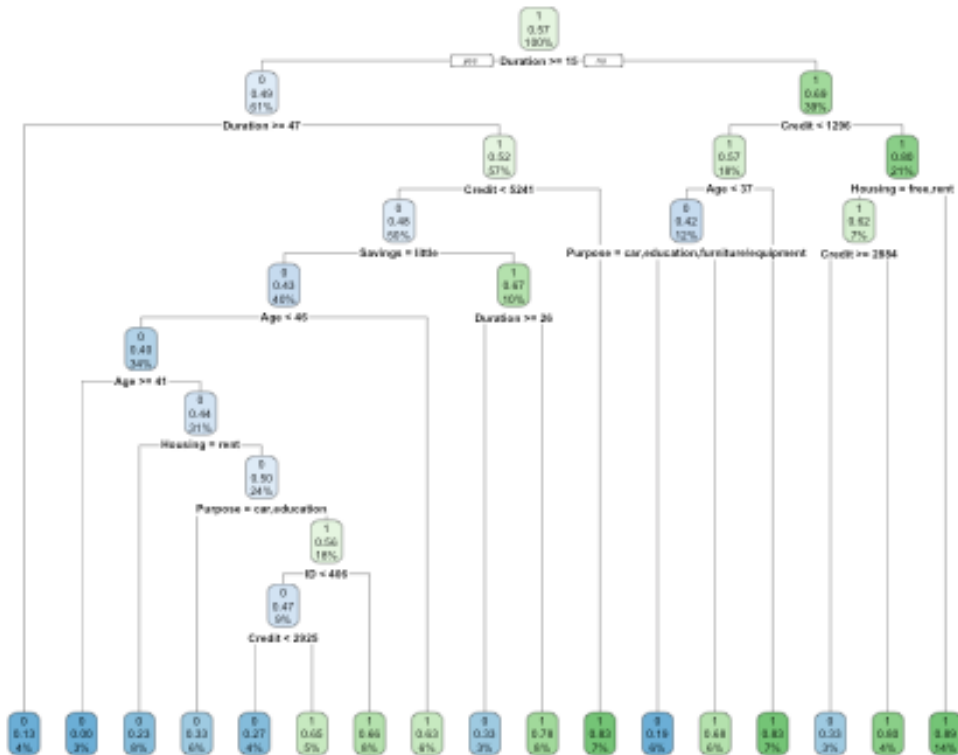 1
0.57
100%
yes Duration >= 15 no
0
0.49
61%
1
0.69
39%
Duration >= 47
Credit < 1296
1
0.52
57%
1
0.57
18%
1
0.80
21%
Credit < 5241
Age < 37
Housing = free,rent
0
0.48
50%
0
0.42
12%
1
0.62
7%
Savings = little
Purpose = car,education,furniture/equipment
Credit >= 2884
0
0.43
40%
1
0.67
10%
Age < 46
Duration >= 26
0
0.40
34%
Age >= 41
0
0.44
31%
Housing = rent
0
0.50
24%
Purpose = car,education
1
0.56
18%
ID < 486
0
0.47
9%
Credit < 2925
0 0 0 0 0 1 1 1 0 1 1 0 1 1 0 1 1
0.13 0.00 0.23 0.33 0.27 0.65 0.66 0.63 0.33 0.78 0.83 0.19 0.68 0.83 0.33 0.80 0.89
4% 3% 8% 6% 4% 5% 8% 6% 3% 8% 7% 6% 6% 7% 3% 4% 14%